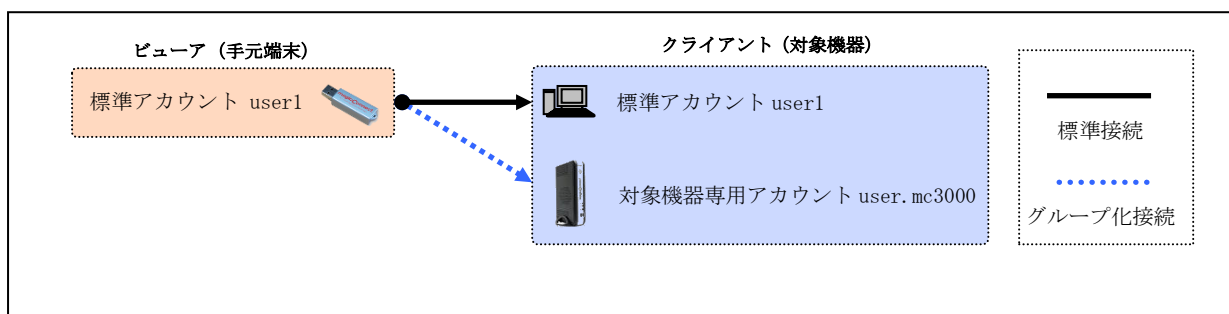 ビューア（手元端末）
標準アカウント user1
クライアント（対象機器）
標準アカウント user1
対象機器専用アカウント user.mc3000
標準接続
グループ化接続